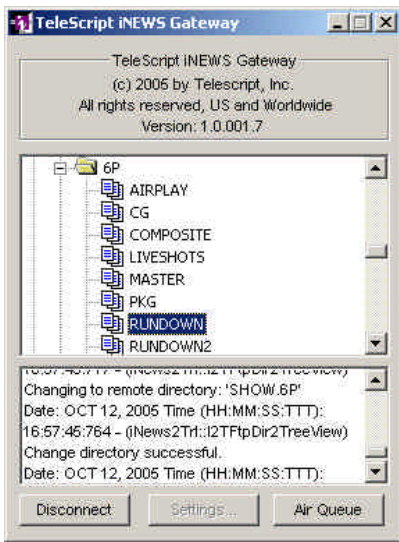 TeleScript iNEWS Gateway
TeleScript iNEWS Gateway
(c) 2005 by Telescript, Inc.
All rights reserved, US and Worldwide
Version: 1.0.001.7
6P
AIRPLAY
CG
COMPOSITE
LIVESHOTS
MASTER
PKG
RUNDOWN
RUNDOWN2
Changing to remote directory: 'SHOW.6P'
Date: OCT 12, 2005 Time (HH:MM:SS:TTT):
16:57:45:764 - (iNews2Trl::I2TFtpDir2TreeView)
Change directory successful.
Date: OCT 12, 2005 Time (HH:MM:SS:TTT):
Disconnect
Settings...
Air Queue